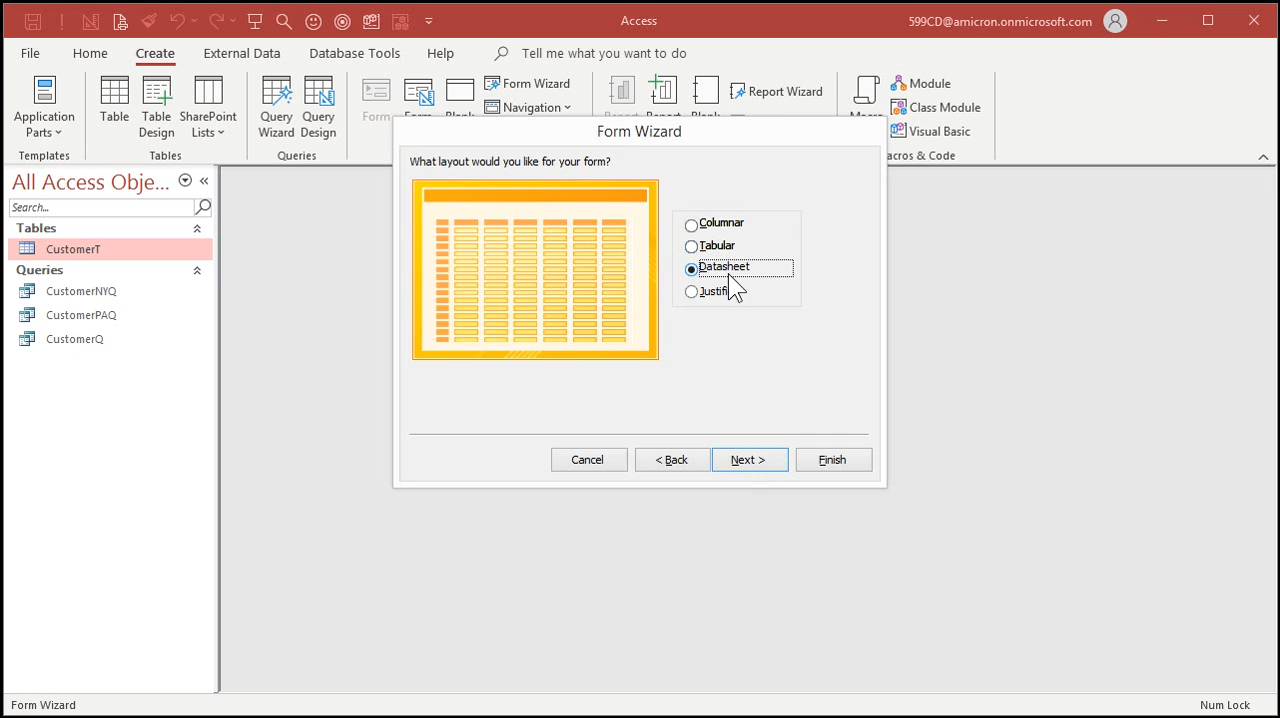 Access
599CD@amicron.onmicrosoft.com
File Home Create External Data Database Tools Help Tell me what you want to do
Application Parts
Table
Table Design
SharePoint Lists
Query Wizard
Query Design
Form
Form Wizard
Navigation
Report Wizard
Module
Class Module
Visual Basic
Templates
Tables
Queries
All Access Obje...
Search...
Tables
CustomerT
Queries
CustomerNYQ
CustomerPAQ
CustomerQ
Form Wizard
What layout would you like for your form?
Columnar
Tabular
Datasheet
Cancel
< Back
Next >
Finish
Form Wizard
Num Lock